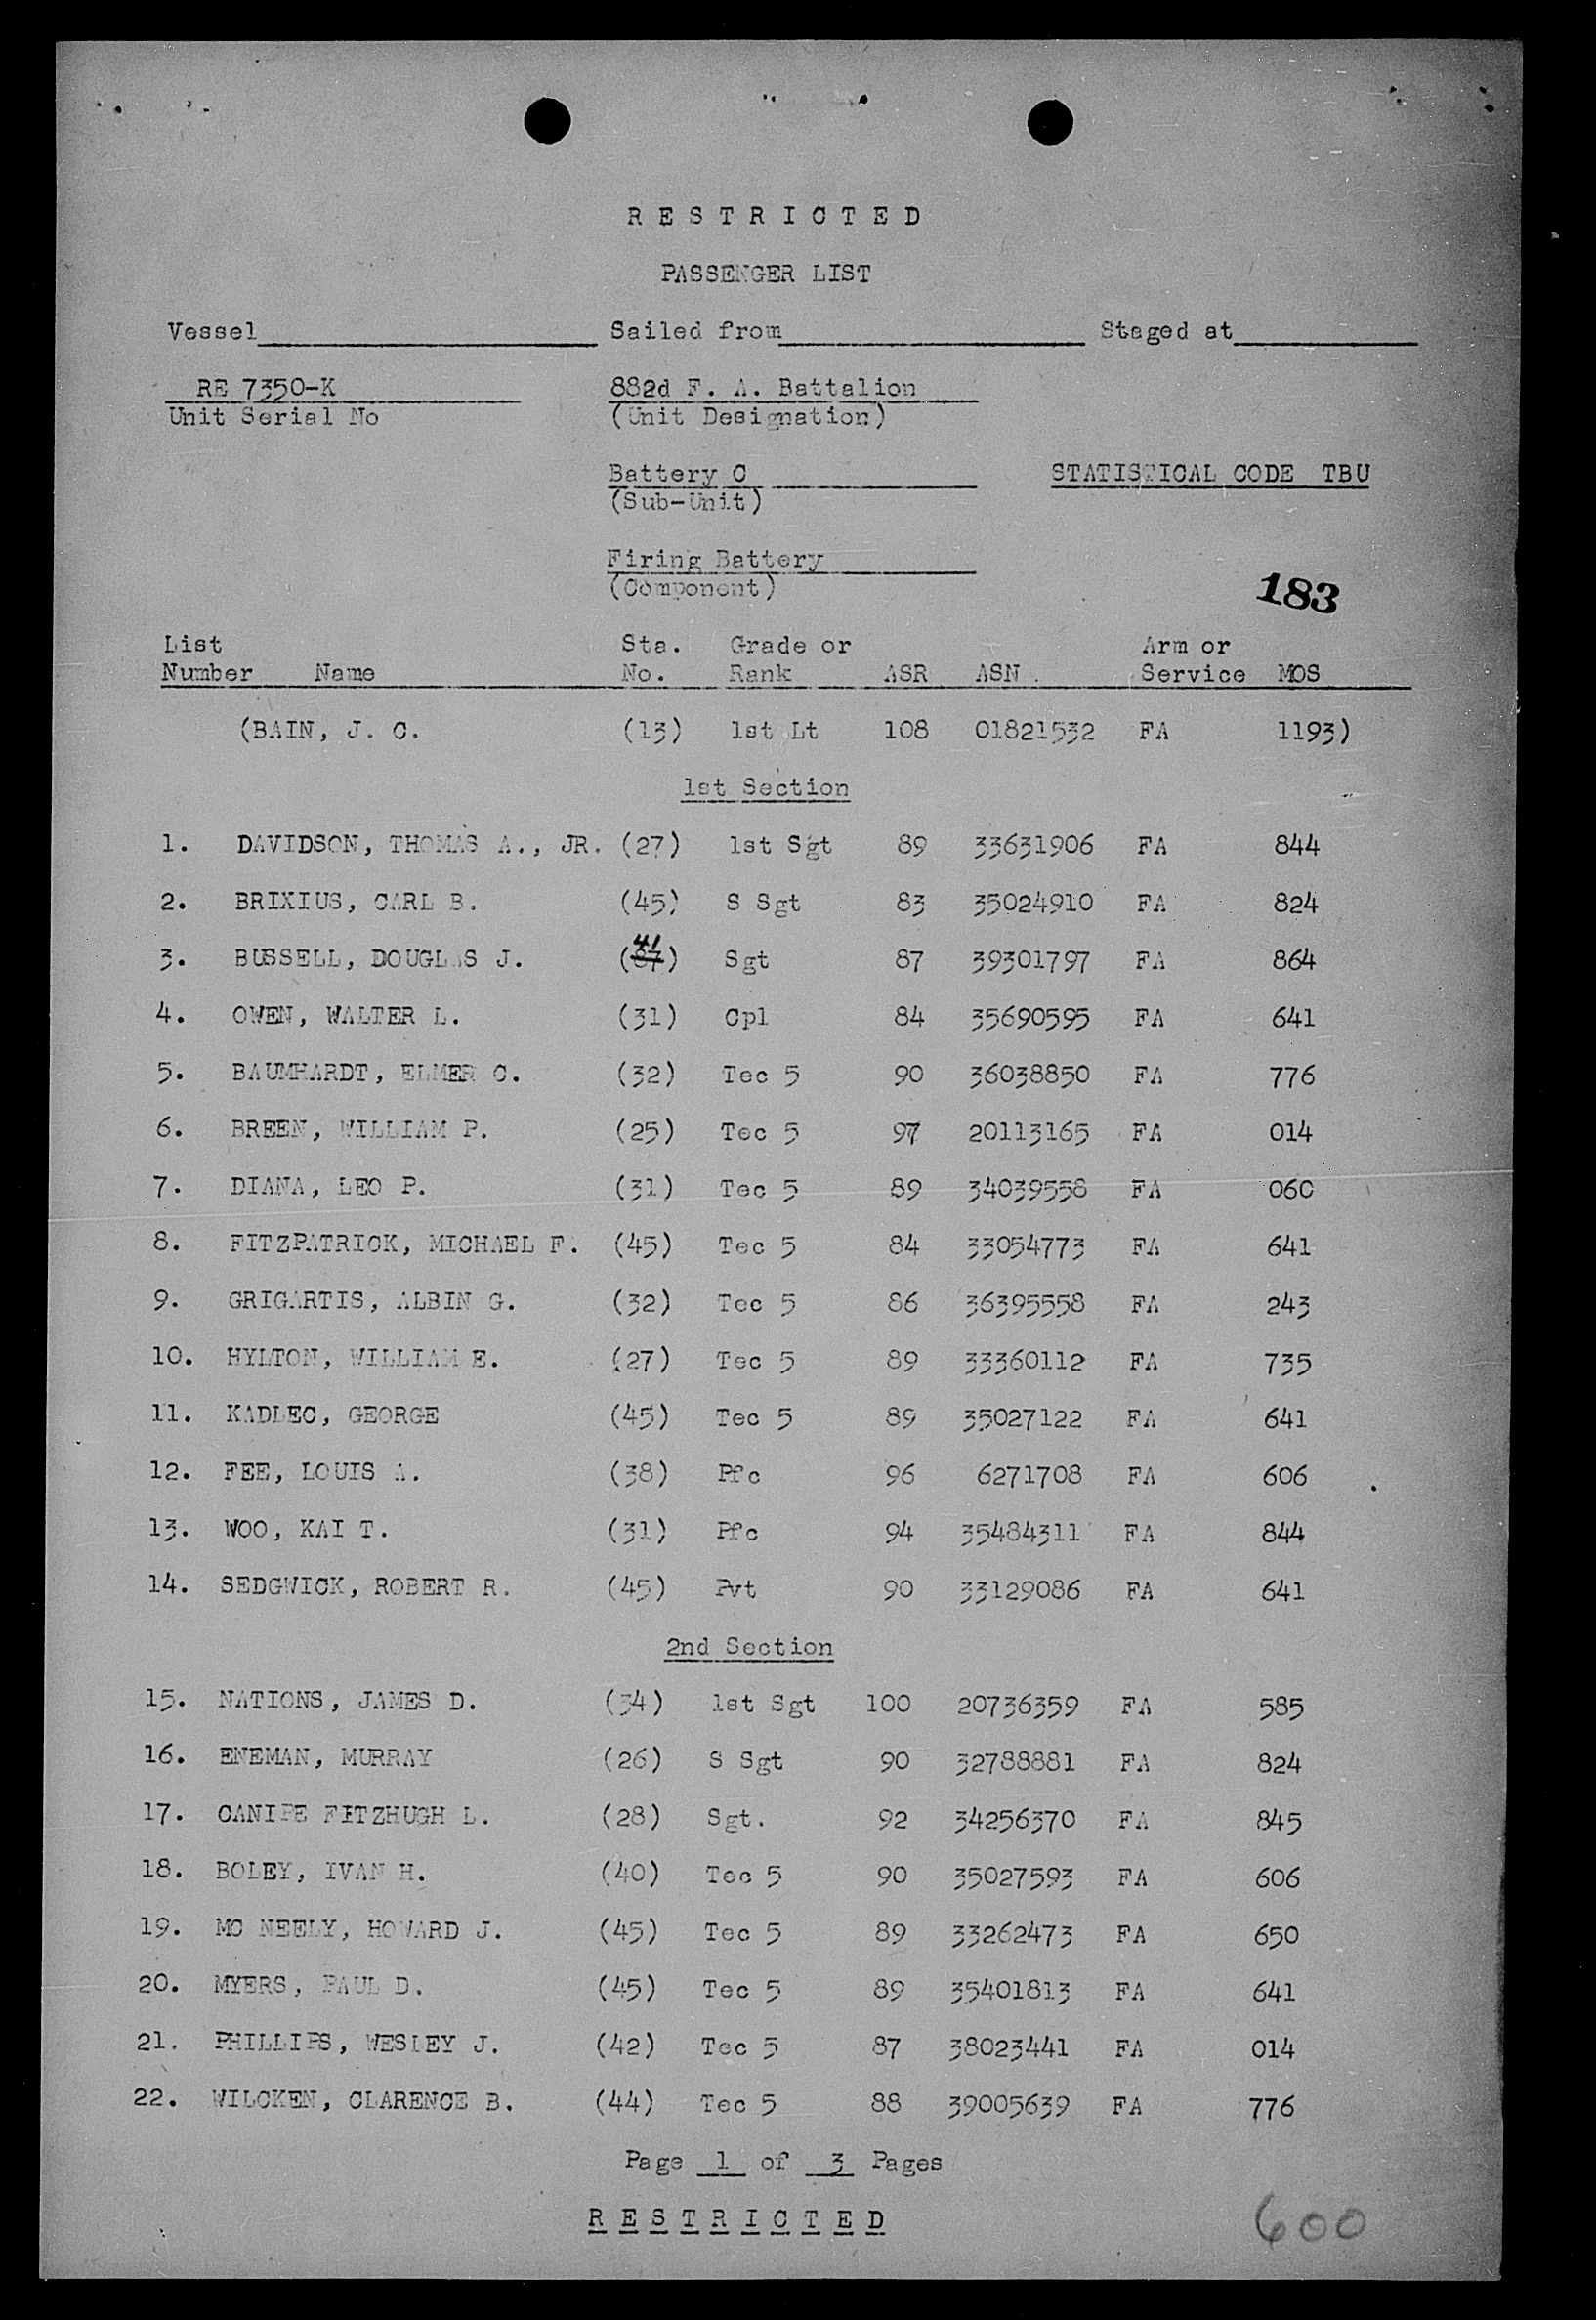 RESTRICTED
PASSENGER LIST
Vessel Sailed from Staged at
RE 7350-K 882d F. A. Battalion
Unit Serial No (Unit Designation)
Battery C STATISTICAL CODE TBU
(Sub-Unit)
Firing Battery
(Component)
183
List Sta. Grade or Arm or
Number Name No. Rank ASR ASN Service MOS
(BAIN, J. C. (13) 1st Lt 108 01821532 FA 1193)
1st Section
1. DAVIDSON, THOMAS A., JR. (27) 1st Sgt 89 33631906 FA 844
2. BRIXIUS, CARL B. (45) S Sgt 83 35024910 FA 824
3. BUSSELL, DOUGLAS J. (41) Sgt 87 39301797 FA 864
4. OWEN, WALTER L. (31) Cpl 84 35690595 FA 641
5. BAUMHARDT, ELMER C. (32) Tec 5 90 36038850 FA 776
6. BREEN, WILLIAM P. (25) Tec 5 97 20113165 FA 014
7. DIANA, LEO P. (31) Tec 5 89 34039558 FA 060
8. FITZPATRICK, MICHAEL F. (45) Tec 5 84 33054773 FA 641
9. GRIGARTIS, ALBIN G. (32) Tec 5 86 36395558 FA 243
10. HYLTON, WILLIAM E. (27) Tec 5 89 33360112 FA 735
11. KADLEC, GEORGE (45) Tec 5 89 35027122 FA 641
12. FEE, LOUIS A. (38) Pfc 96 6271708 FA 606
13. WOO, KAI T. (31) Pfc 94 35484311 FA 844
14. SEDGWICK, ROBERT R. (45) Pvt 90 33129086 FA 641
2nd Section
15. NATIONS, JAMES D. (34) 1st Sgt 100 20736359 FA 585
16. ENEMAN, MURRAY (26) S Sgt 90 32788881 FA 824
17. CANIPE FITZHUGH L. (28) Sgt. 92 34256370 FA 845
18. BOLEY, IVAN H. (40) Tec 5 90 35027593 FA 606
19. MC NEELY, HOWARD J. (45) Tec 5 89 33262473 FA 650
20. MYERS, PAUL D. (45) Tec 5 89 35401813 FA 641
21. PHILLIPS, WESLEY J. (42) Tec 5 87 38023441 FA 014
22. WILCKEN, CLARENCE B. (44) Tec 5 88 39005639 FA 776
Page 1 of 3 Pages
RESTRICTED
600